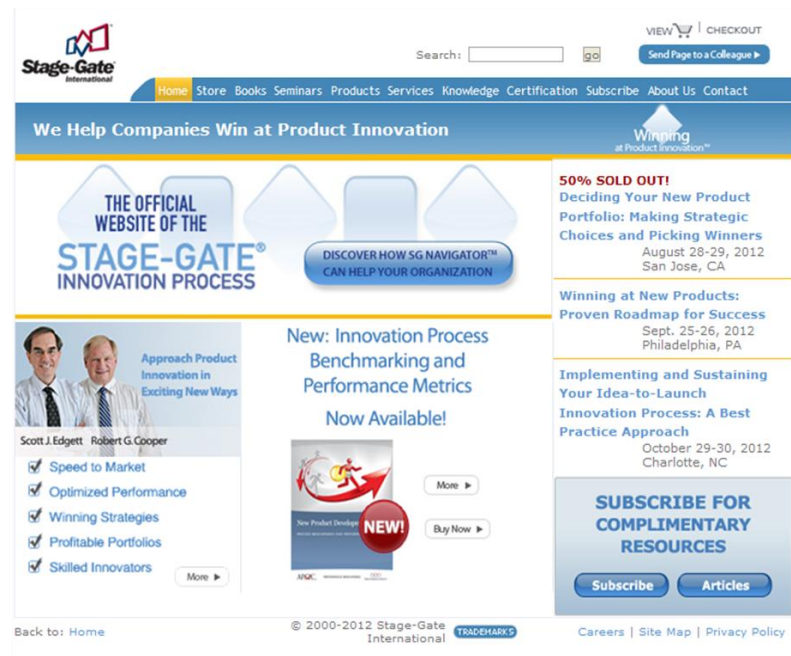 VIEW | CHECKOUT
Stage-Gate
International
Search: go
Send Page to a Colleague
Home Store Books Seminars Products Services Knowledge Certification Subscribe About Us Contact
We Help Companies Win at Product Innovation
Winning
at Product Innovation™
THE OFFICIAL
WEBSITE OF THE
STAGE-GATE®
INNOVATION PROCESS
DISCOVER HOW SG NAVIGATOR™
CAN HELP YOUR ORGANIZATION
50% SOLD OUT!
Deciding Your New Product
Portfolio: Making Strategic
Choices and Picking Winners
August 28-29, 2012
San Jose, CA
Winning at New Products:
Proven Roadmap for Success
Sept. 25-26, 2012
Philadelphia, PA
Implementing and Sustaining
Your Idea-to-Launch
Innovation Process: A Best
Practice Approach
October 29-30, 2012
Charlotte, NC
Approach Product
Innovation in
Exciting New Ways
Scott J. Edgett Robert G. Cooper
Speed to Market
Optimized Performance
Winning Strategies
Profitable Portfolios
Skilled Innovators
More
New: Innovation Process
Benchmarking and
Performance Metrics
Now Available!
New Product Develop
NEW!
APQC
More
Buy Now
SUBSCRIBE FOR
COMPLIMENTARY
RESOURCES
Subscribe Articles
Back to: Home
© 2000-2012 Stage-Gate
International
TRADEMARKS
Careers | Site Map | Privacy Policy